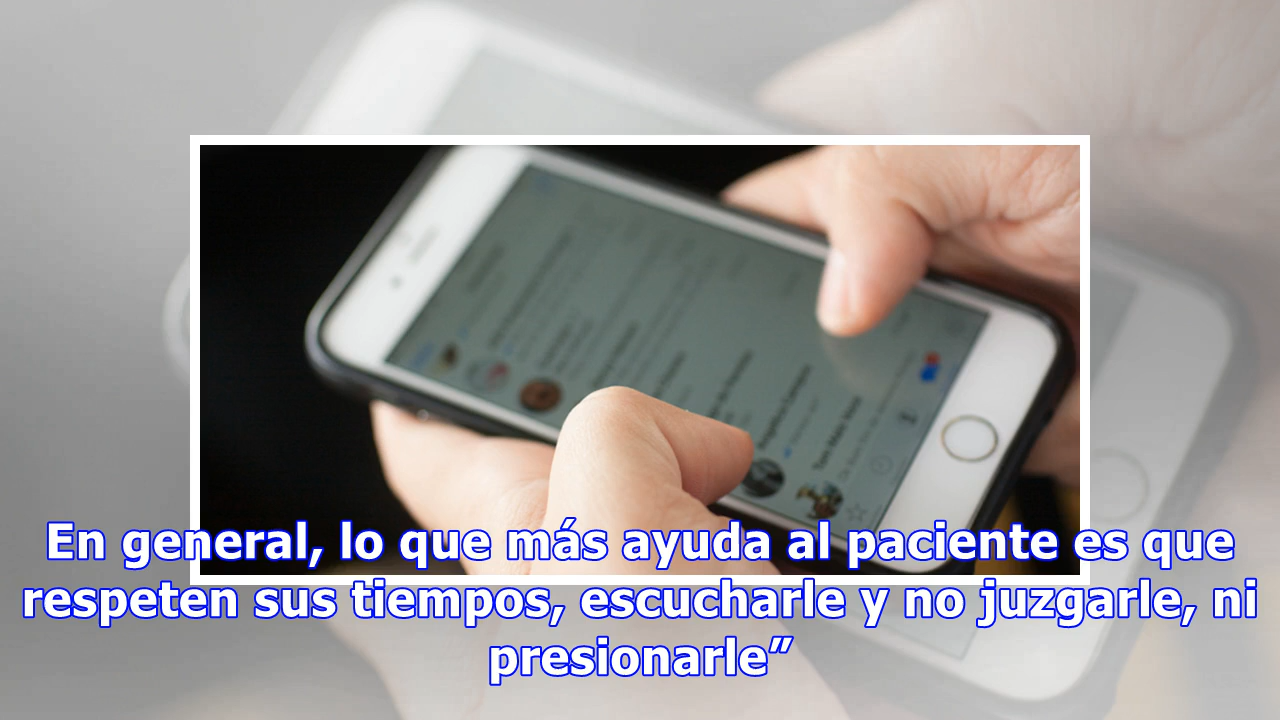 En general, lo que más ayuda al paciente es que
respeten sus tiempos, escucharle y no juzgarle, ni
presionarle”